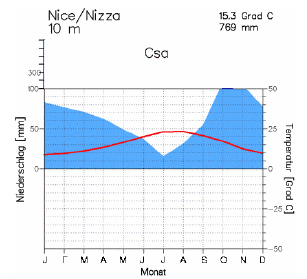 Nice/Nizza
10 m
15.3 Grad C
769 mm
Csa
300
100
50
0
50
25
0
-25
-50
Niederschlag [mm]
Temperatur [Grad C]
J F M A M J J A S O N D
Monat